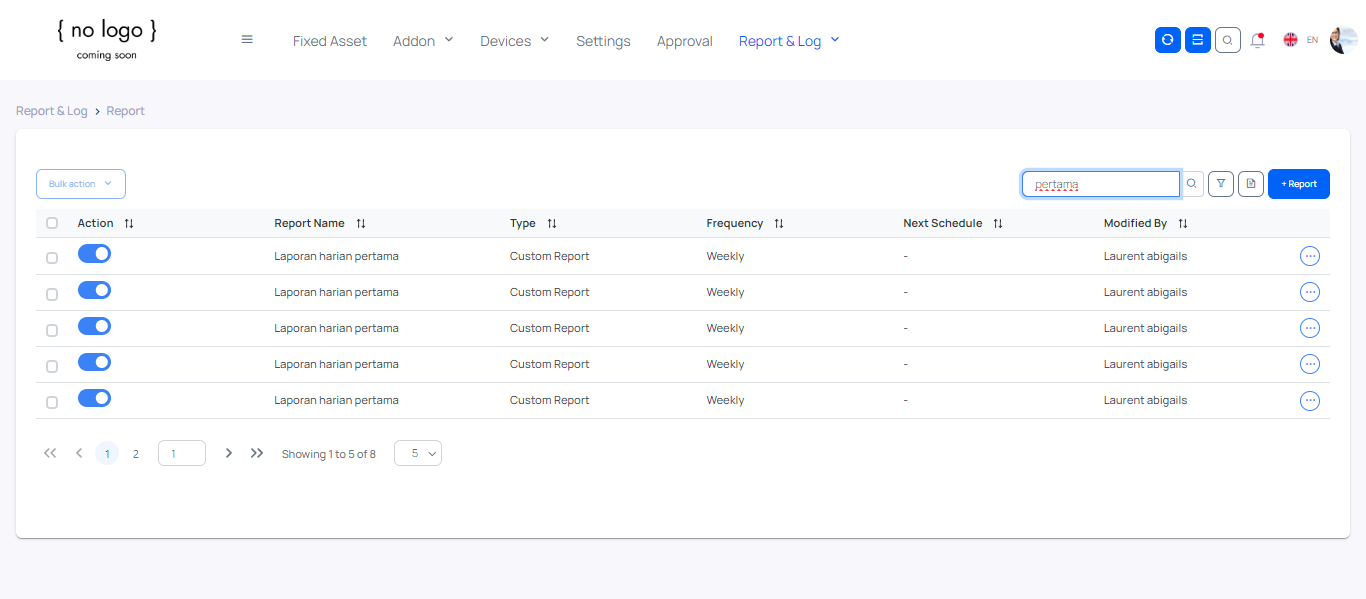 { no logo }
coming soon
Fixed Asset Addon Devices Settings Approval Report & Log EN
Report & Log > Report
Bulk action pertama + Report
Action Report Name Type Frequency Next Schedule Modified By
Laporan harian pertama Custom Report Weekly - Laurent abigails
Laporan harian pertama Custom Report Weekly - Laurent abigails
Laporan harian pertama Custom Report Weekly - Laurent abigails
Laporan harian pertama Custom Report Weekly - Laurent abigails
Laporan harian pertama Custom Report Weekly - Laurent abigails
1 2 1 Showing 1 to 5 of 8 5